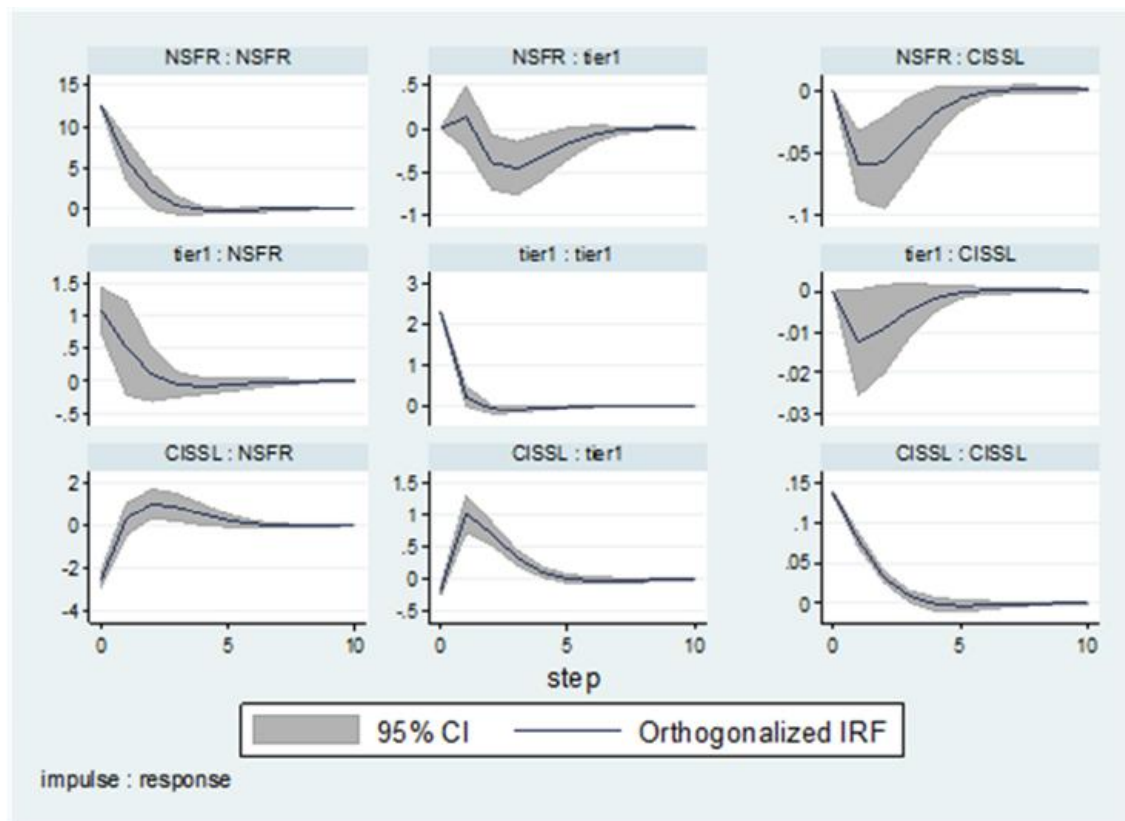 NSFR : NSFR
NSFR : tier1
NSFR : CISSL
15
10
5
0
.5
0
-.5
-1
0
-.05
-.1
tier1 : NSFR
tier1 : tier1
tier1 : CISSL
1.5
1
.5
0
-.5
3
2
1
0
0
-.01
-.02
-.03
CISSL : NSFR
CISSL : tier1
CISSL : CISSL
2
0
-2
-4
1.5
1
.5
0
-.5
.15
.1
.05
0
0 5 10
0 5 10
0 5 10
step
95% CI
Orthogonalized IRF
impulse : response